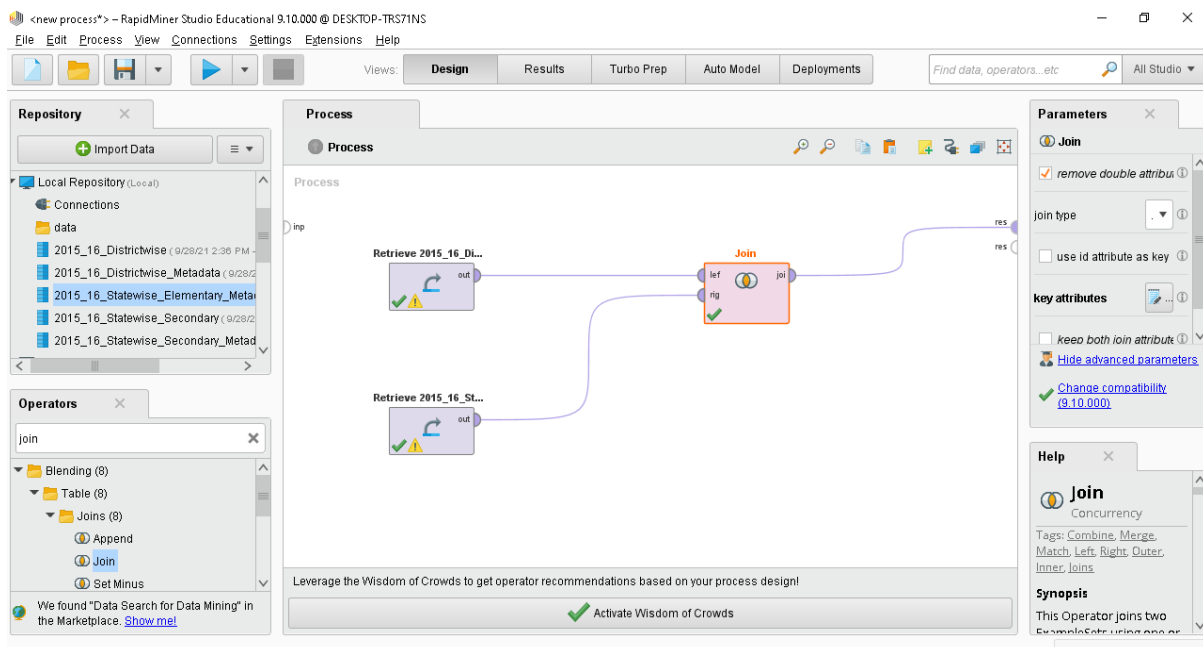 <new process*> – RapidMiner Studio Educational 9.10.000 @ DESKTOP-TRS71NS
File Edit Process View Connections Settings Extensions Help
Views: Design Results Turbo Prep Auto Model Deployments
Find data, operators...etc
All Studio
Repository
Import Data
Local Repository (Local)
Connections
data
2015_16_Districtwise (9/28/21 2:36 PM -
2015_16_Districtwise_Metadata (9/28/2
2015_16_Statewise_Elementary_Meta
2015_16_Statewise_Secondary (9/28/2
2015_16_Statewise_Secondary_Metad
Operators
join
Blending (8)
Table (8)
Joins (8)
Append
Join
Set Minus
We found "Data Search for Data Mining" in
the Marketplace. Show me!
Process
Process
Process
inp
Retrieve 2015_16_Di...
out
Retrieve 2015_16_St...
out
Join
lef
joi
rig
res
res
Leverage the Wisdom of Crowds to get operator recommendations based on your process design!
Activate Wisdom of Crowds
Parameters
Join
remove double attribu
join type
use id attribute as key
key attributes
...
keep both join attribute
Hide advanced parameters
Change compatibility
(9.10.000)
Help
Join
Concurrency
Tags: Combine, Merge,
Match, Left, Right, Outer,
Inner, Joins
Synopsis
This Operator joins two
ExampleSets using one or